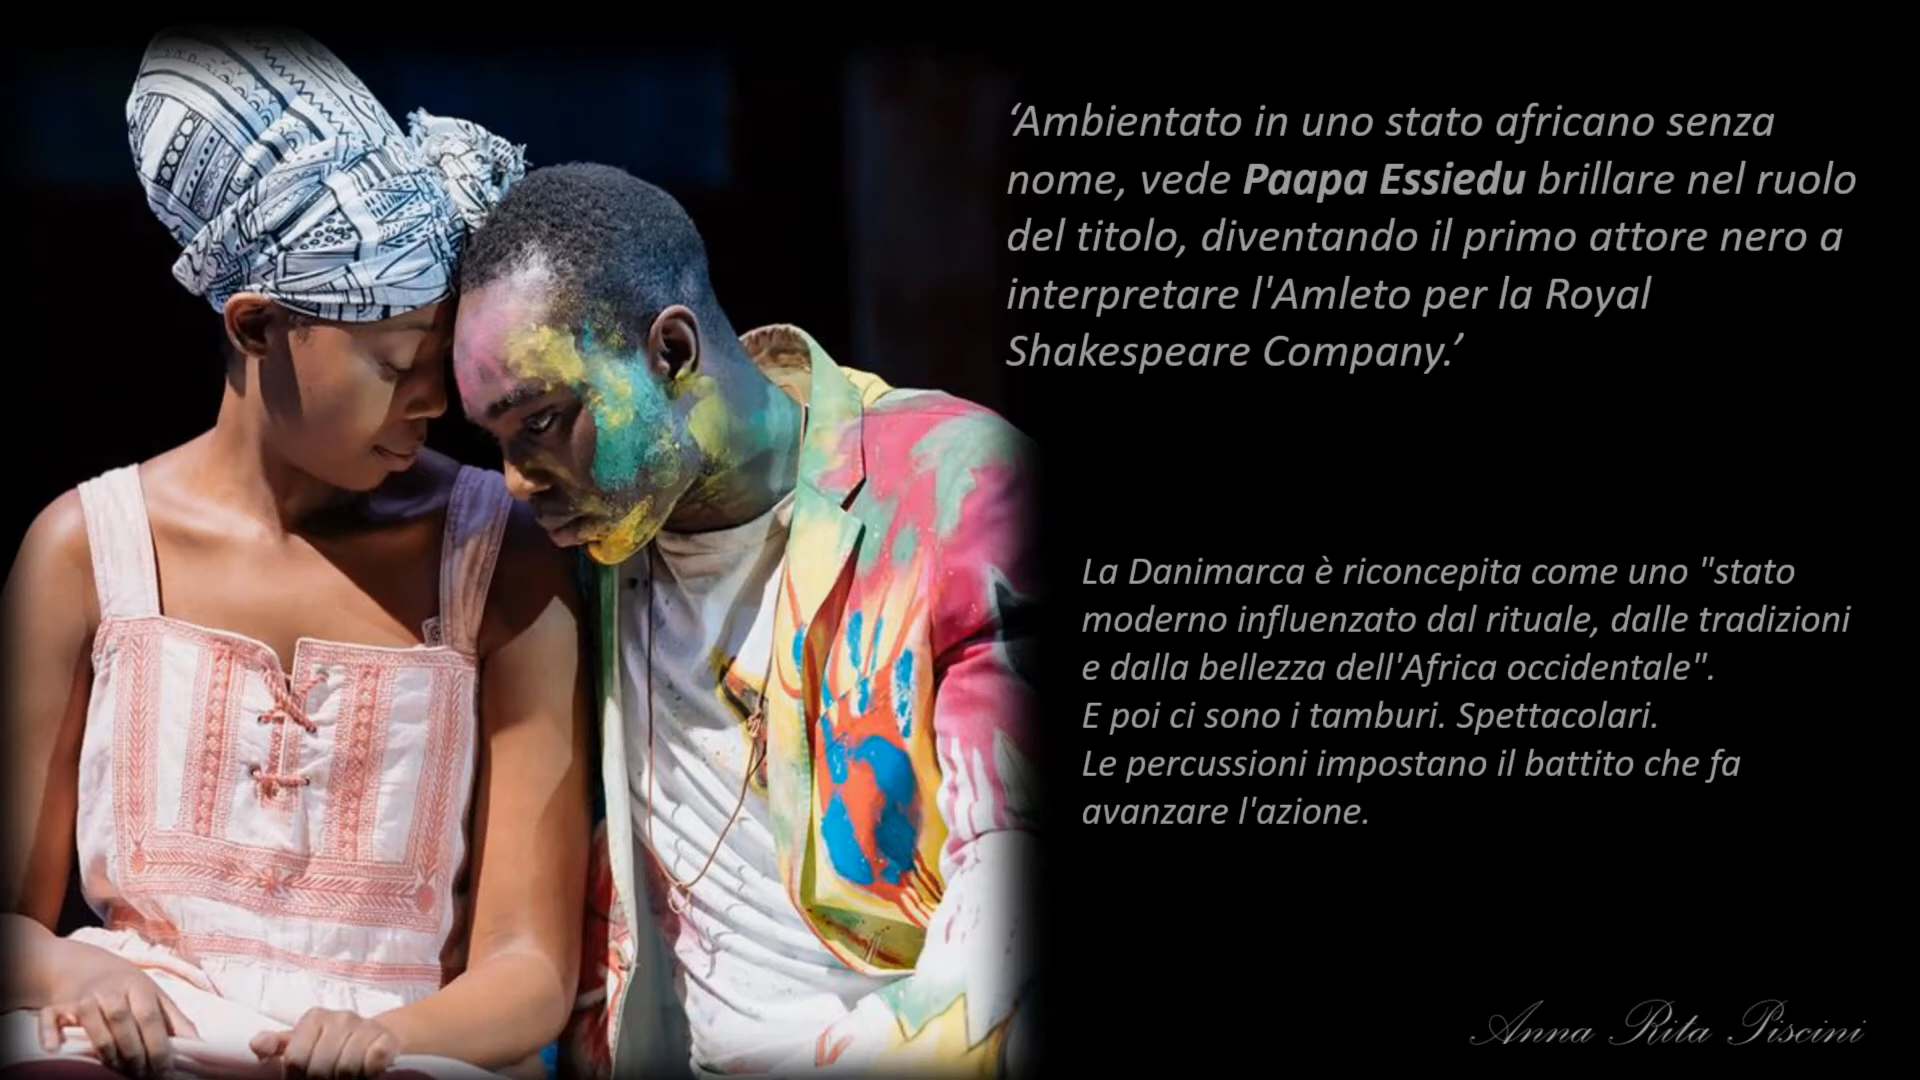 ‘Ambientato in uno stato africano senza
nome, vede Paapa Essiedu brillare nel ruolo
del titolo, diventando il primo attore nero a
interpretare l'Amleto per la Royal
Shakespeare Company.’
La Danimarca è riconcepita come uno "stato
moderno influenzato dal rituale, dalle tradizioni
e dalla bellezza dell'Africa occidentale".
E poi ci sono i tamburi. Spettacolari.
Le percussioni impostano il battito che fa
avanzare l'azione.
Anna Rita Piscini